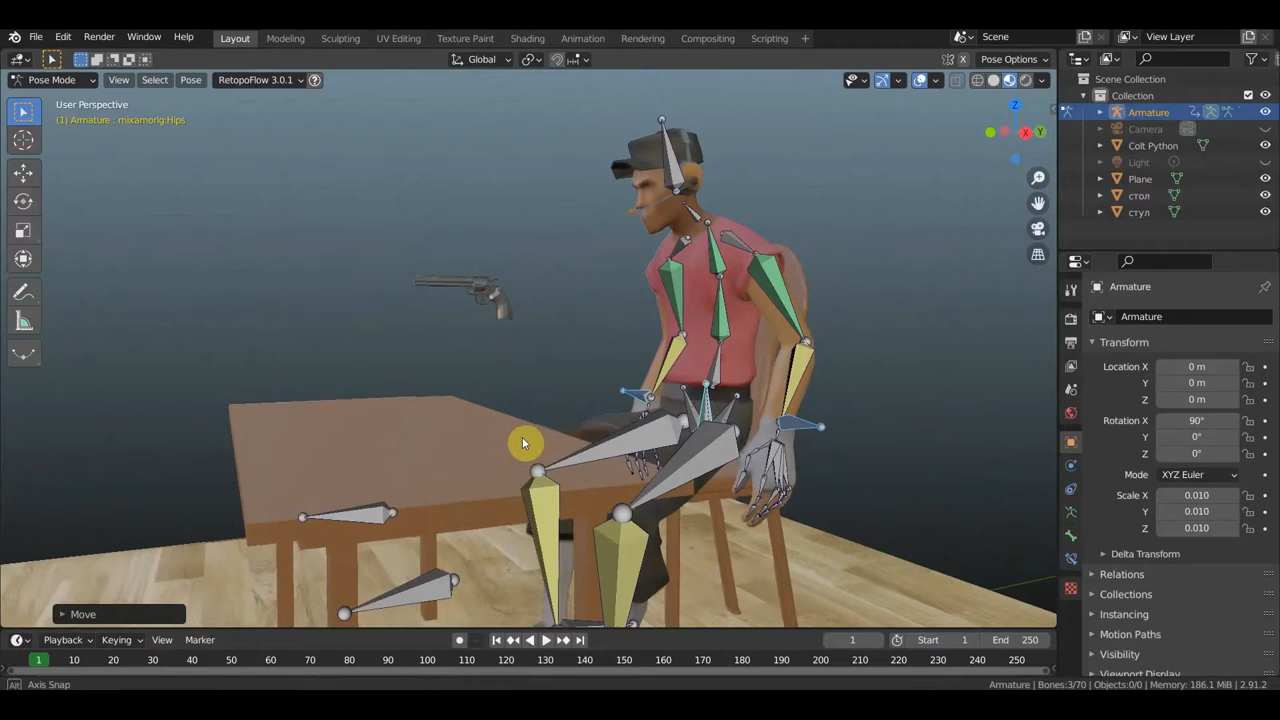 File Edit Render Window Help Layout Modeling Sculpting UV Editing Texture Paint Shading Animation Rendering Compositing Scripting + Scene View Layer
Global X Pose Options
Pose Mode View Select Pose RetopoFlow 3.0.1
User Perspective
(1) Armature : mixamorig:Hips
Z
X Y
Move
Scene Collection
Collection
Armature
Camera
Colt Python
Light
Plane
стол
стул
Armature
Armature
Transform
Location X 0 m
Y 0 m
Z 0 m
Rotation X 90°
Y 0°
Z 0°
Mode XYZ Euler
Scale X 0.010
Y 0.010
Z 0.010
Delta Transform
Relations
Collections
Instancing
Motion Paths
Visibility
Viewport Display
Playback Keying View Marker 1 Start 1 End 250
1 10 20 30 40 50 60 70 80 90 100 110 120 130 140 150 160 170 180 190 200 210 220 230 240 250
Alt Axis Snap Armature | Bones:3/70 | Objects:0/0 | Memory: 186.1 MiB | 2.91.2